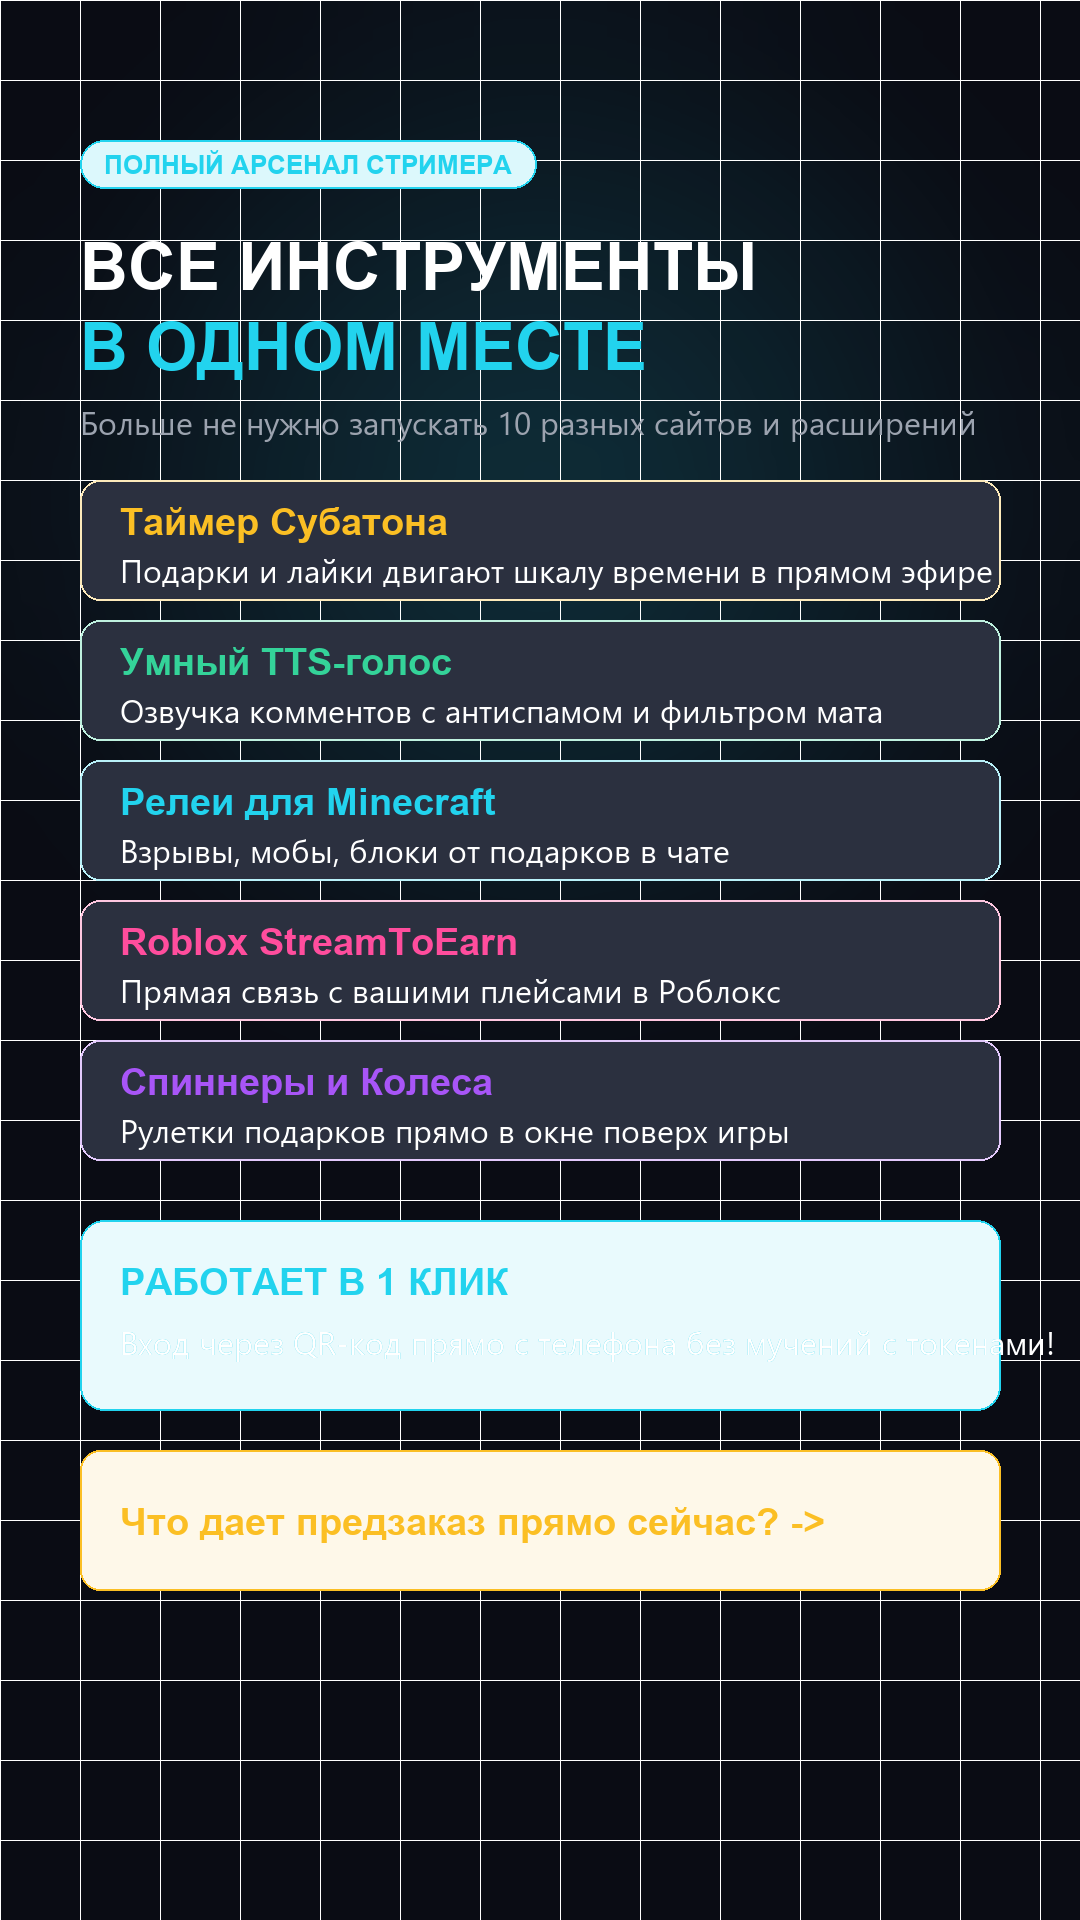 ПОЛНЫЙ АРСЕНАЛ СТРИМЕРА
ВСЕ ИНСТРУМЕНТЫ
В ОДНОМ МЕСТЕ
Больше не нужно запускать 10 разных сайтов и расширений
Таймер Субатона
Подарки и лайки двигают шкалу времени в прямом эфире
Умный TTS-голос
Озвучка комментов с антиспамом и фильтром мата
Релеи для Minecraft
Взрывы, мобы, блоки от подарков в чате
Roblox StreamToEarn
Прямая связь с вашими плейсами в Роблокс
Спиннеры и Колеса
Рулетки подарков прямо в окне поверх игры
РАБОТАЕТ В 1 КЛИК
Вход через QR-код прямо с телефона без мучений с токенами!
Что дает предзаказ прямо сейчас? ->